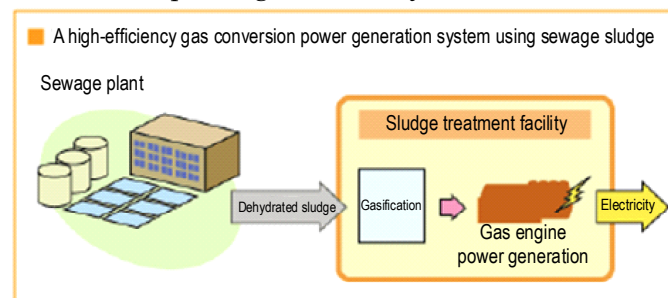 A high-efficiency gas conversion power generation system using sewage sludge
Sewage plant
Sludge treatment facility
Dehydrated sludge
Gasification
Electricity
Gas engine
power generation